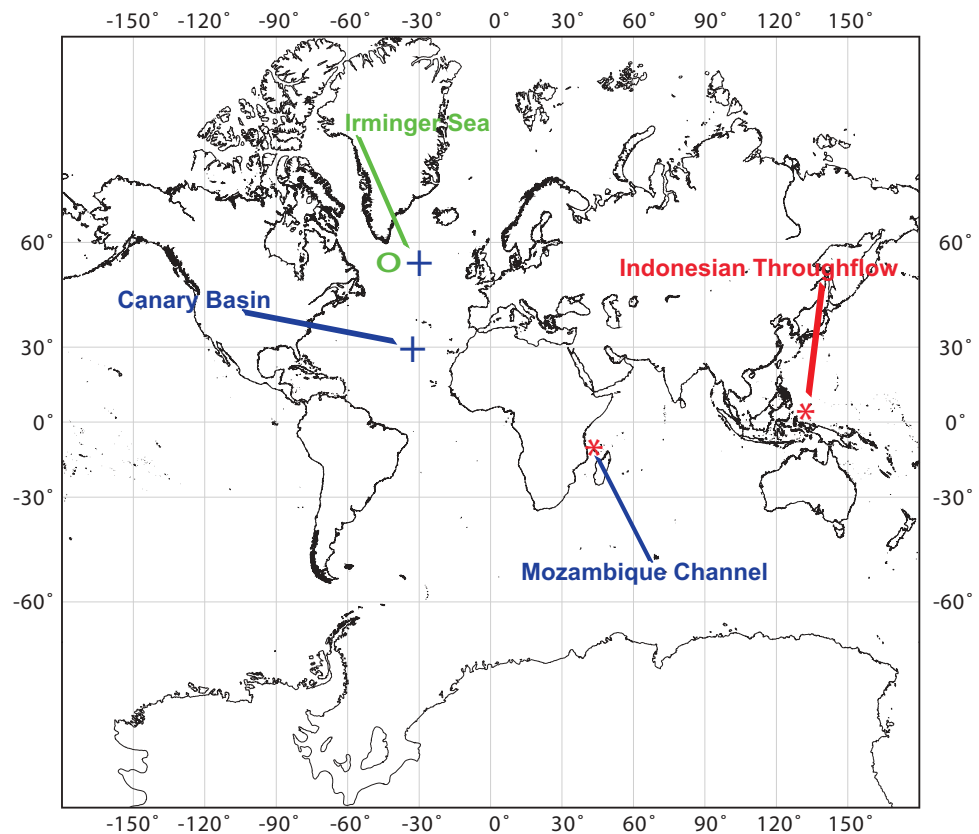 -150° -120° -90° -60° -30° 0° 30° 60° 90° 120° 150°
Irminger Sea
60° 60°
Indonesian Throughflow
Canary Basin
30° 30°
0° 0°
-30° -30°
Mozambique Channel
-60° -60°
-150° -120° -90° -60° -30° 0° 30° 60° 90° 120° 150°